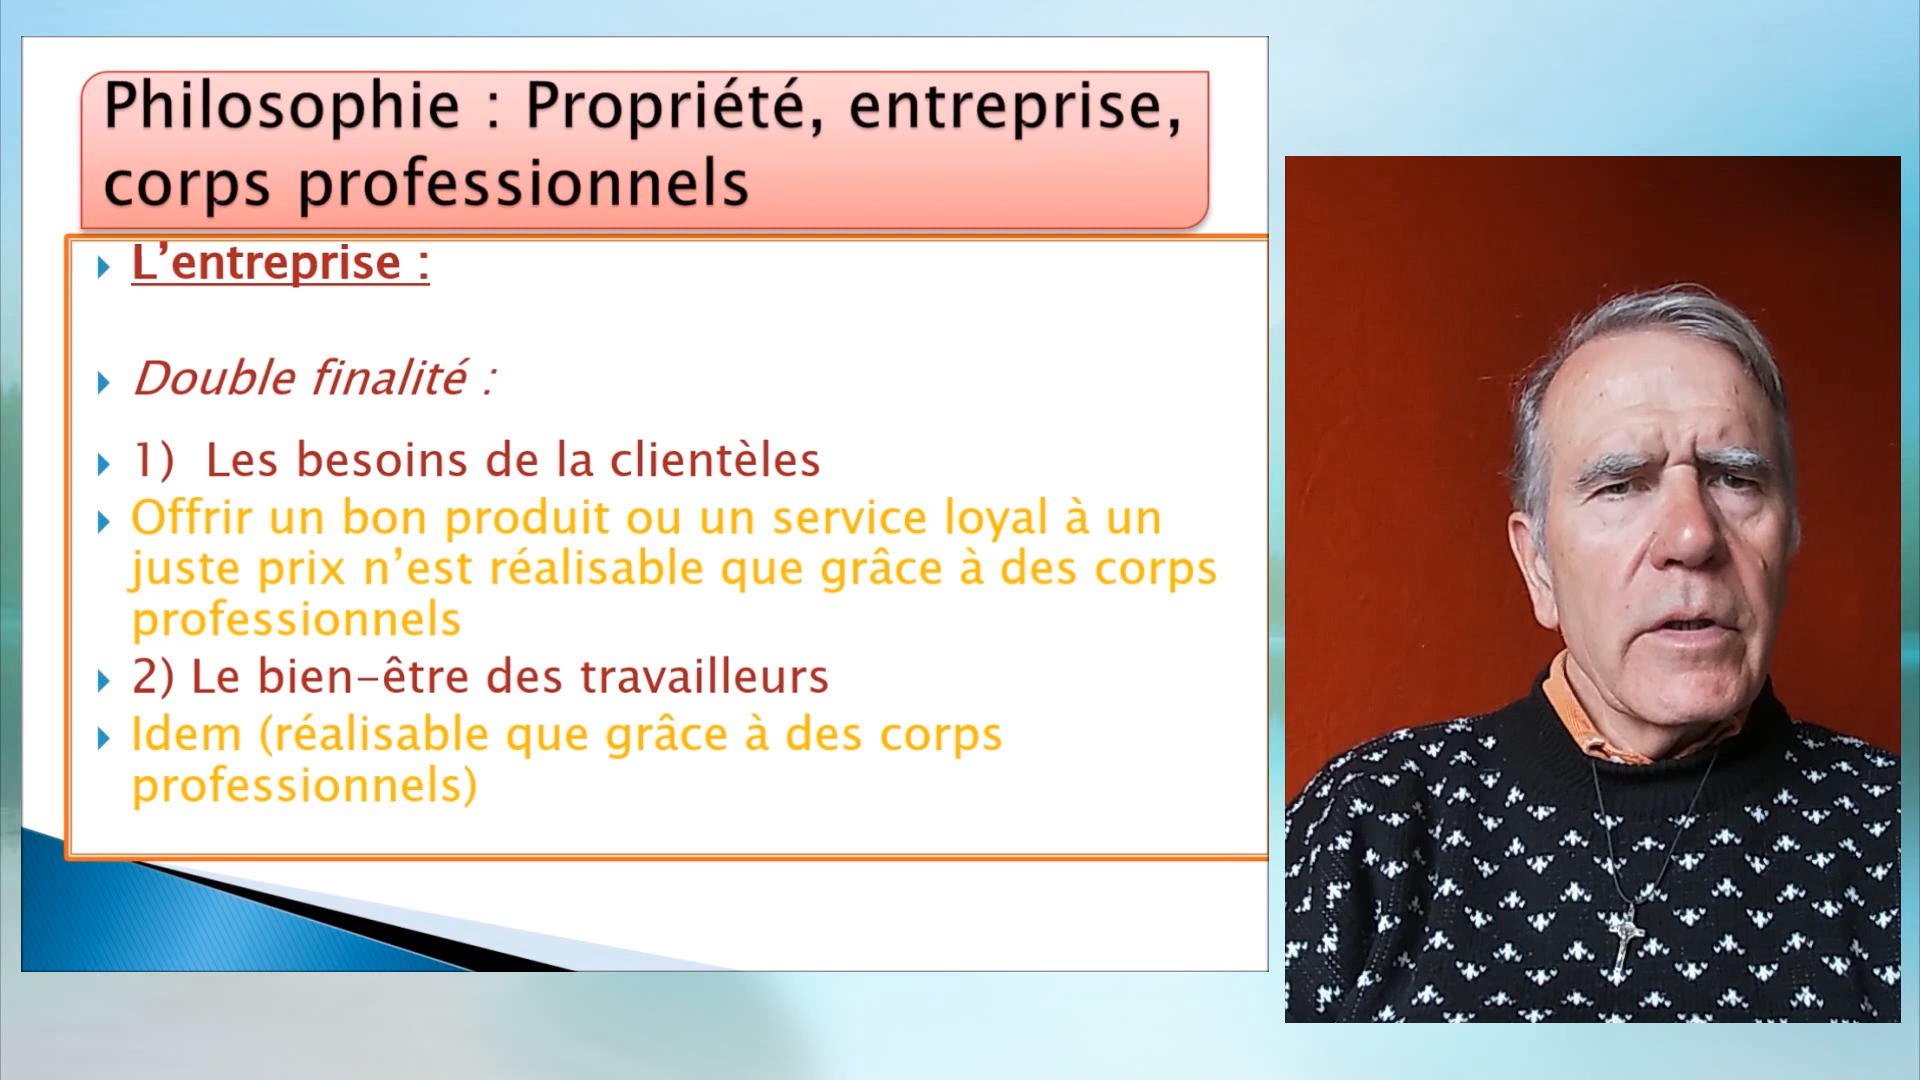 Philosophie : Propriété, entreprise,
corps professionnels
L’entreprise :
Double finalité :
1) Les besoins de la clientèles
Offrir un bon produit ou un service loyal à un
juste prix n’est réalisable que grâce à des corps
professionnels
2) Le bien-être des travailleurs
Idem (réalisable que grâce à des corps
professionnels)